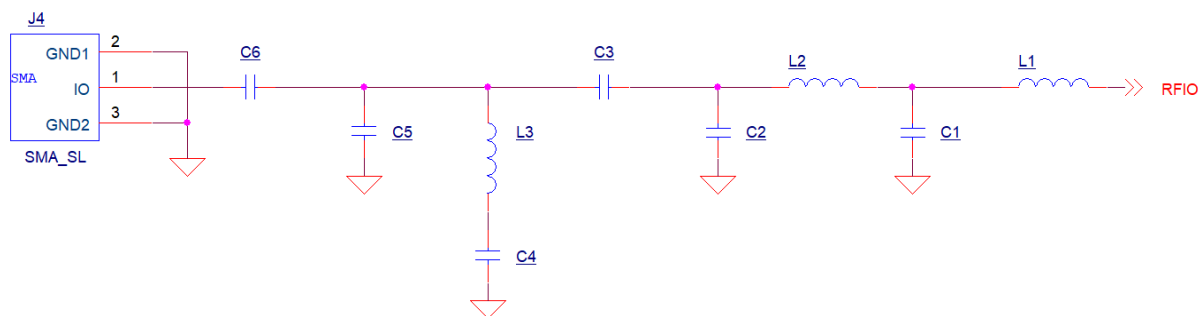 J4
GND1
2
SMA
IO
1
GND2
3
SMA_SL
C6
C5
L3
C4
C3
C2
L2
C1
L1
RFIO